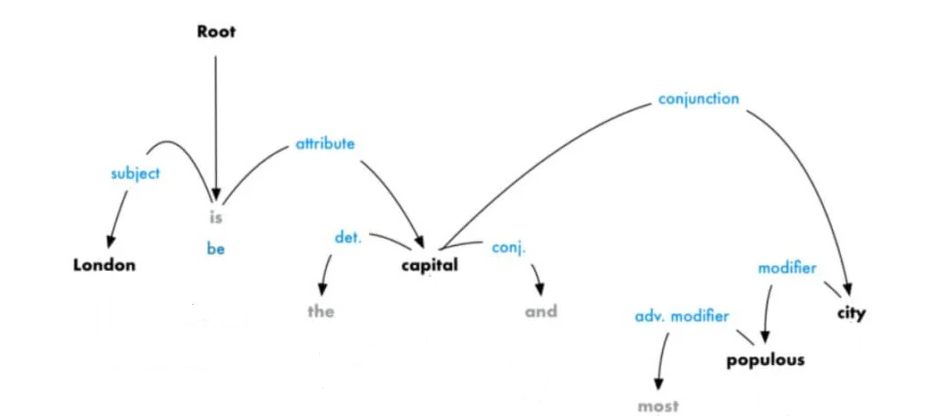 Root
conjunction
attribute
subject
is
be
det.
conj.
London
capital
modifier
the
and
adv. modifier
city
populous
most